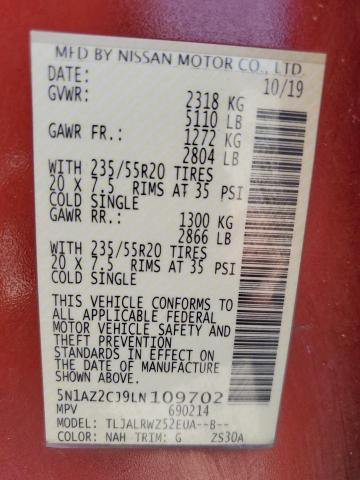 MFD BY NISSAN MOTOR CO., LTD.
DATE: 10/19
GVWR: 2318 KG
5110 LB
GAWR FR.: 1272 KG
2804 LB
WITH 235/55R20 TIRES
20 X 7.5 RIMS AT 35 PSI
COLD SINGLE
GAWR RR.: 1300 KG
2866 LB
WITH 235/55R20 TIRES
20 X 7.5 RIMS AT 35 PSI
COLD SINGLE
THIS VEHICLE CONFORMS TO
ALL APPLICABLE FEDERAL
MOTOR VEHICLE SAFETY AND
THEFT PREVENTION
STANDARDS IN EFFECT ON
THE DATE OF MANUFACTURE
SHOWN ABOVE.
5N1AZ2CJ9LN109702
MPV 690214
MODEL: TLJALRWZ52EUA--B--
COLOR: NAH TRIM: G ZS30A